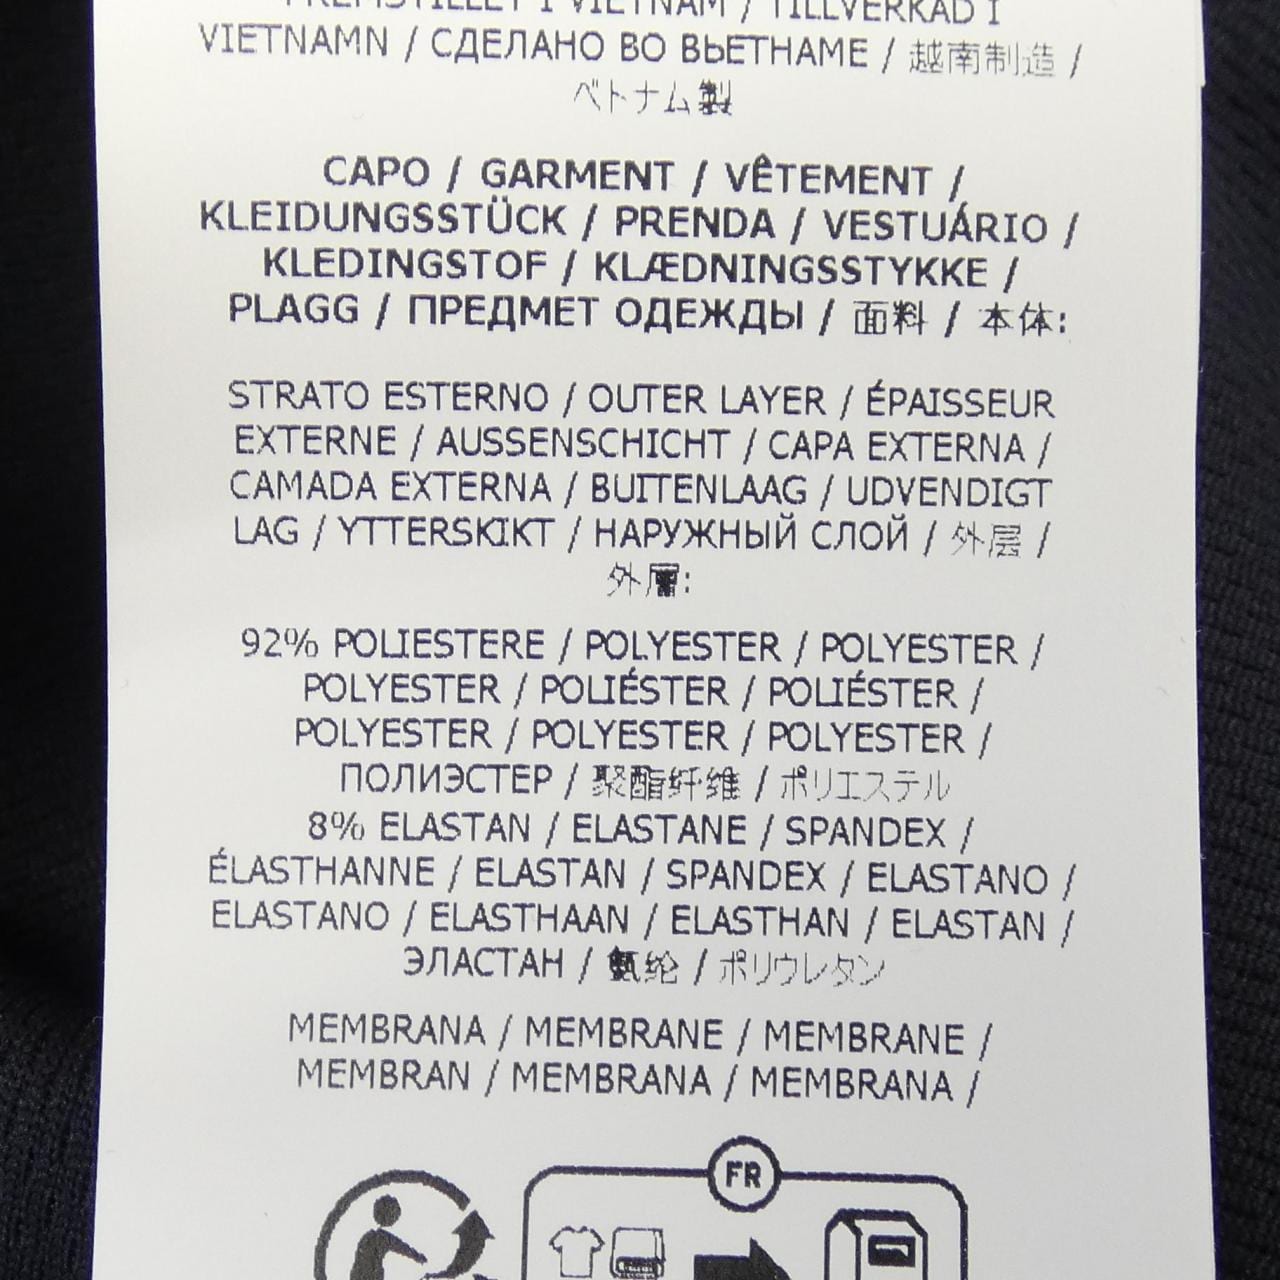 FREMSTILLET I VIETNAM / TILLVERKAD I
VIETNAMN / СДЕЛАНО ВО ВЬЕТНАМЕ / 越南制造 /
ベトナム製
CAPO / GARMENT / VÊTEMENT /
KLEIDUNGSSTÜCK / PRENDA / VESTUÁRIO /
KLEDINGSTOF / KLÆDNINGSSTYKKE /
PLAGG / ПРЕДМЕТ ОДЕЖДЫ / 面料 / 本体:
STRATO ESTERNO / OUTER LAYER / ÉPAISSEUR
EXTERNE / AUSSENSCHICHT / CAPA EXTERNA /
CAMADA EXTERNA / BUITENLAAG / UDVENDIGT
LAG / YTTERSKIKT / НАРУЖНЫЙ СЛОЙ / 外层 /
外層:
92% POLIESTERE / POLYESTER / POLYESTER /
POLYESTER / POLIÉSTER / POLIÉSTER /
POLYESTER / POLYESTER / POLYESTER /
ПОЛИЭСТЕР / 聚酯纤维 / ポリエステル
8% ELASTAN / ELASTANE / SPANDEX /
ÉLASTHANNE / ELASTAN / SPANDEX / ELASTANO /
ELASTANO / ELASTHAAN / ELASTHAN / ELASTAN /
ЭЛАСТАН / 氨纶 / ポリウレタン
MEMBRANA / MEMBRANE / MEMBRANE /
MEMBRAN / MEMBRANA / MEMBRANA /
FR